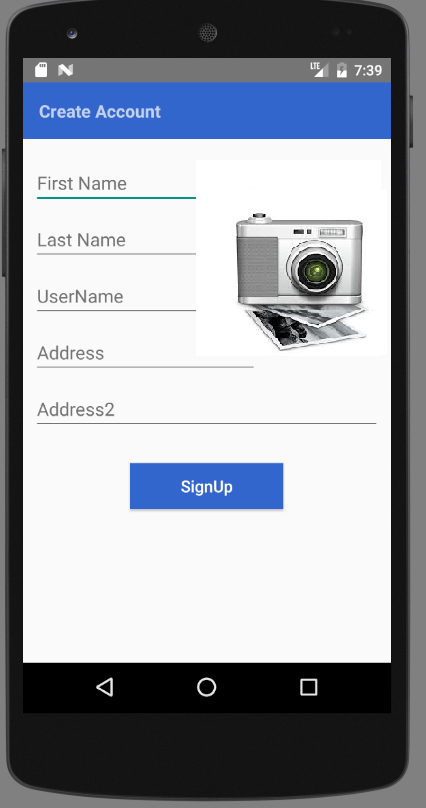 LTE 7:39
Create Account
First Name
Last Name
UserName
Address
Address2
SignUp